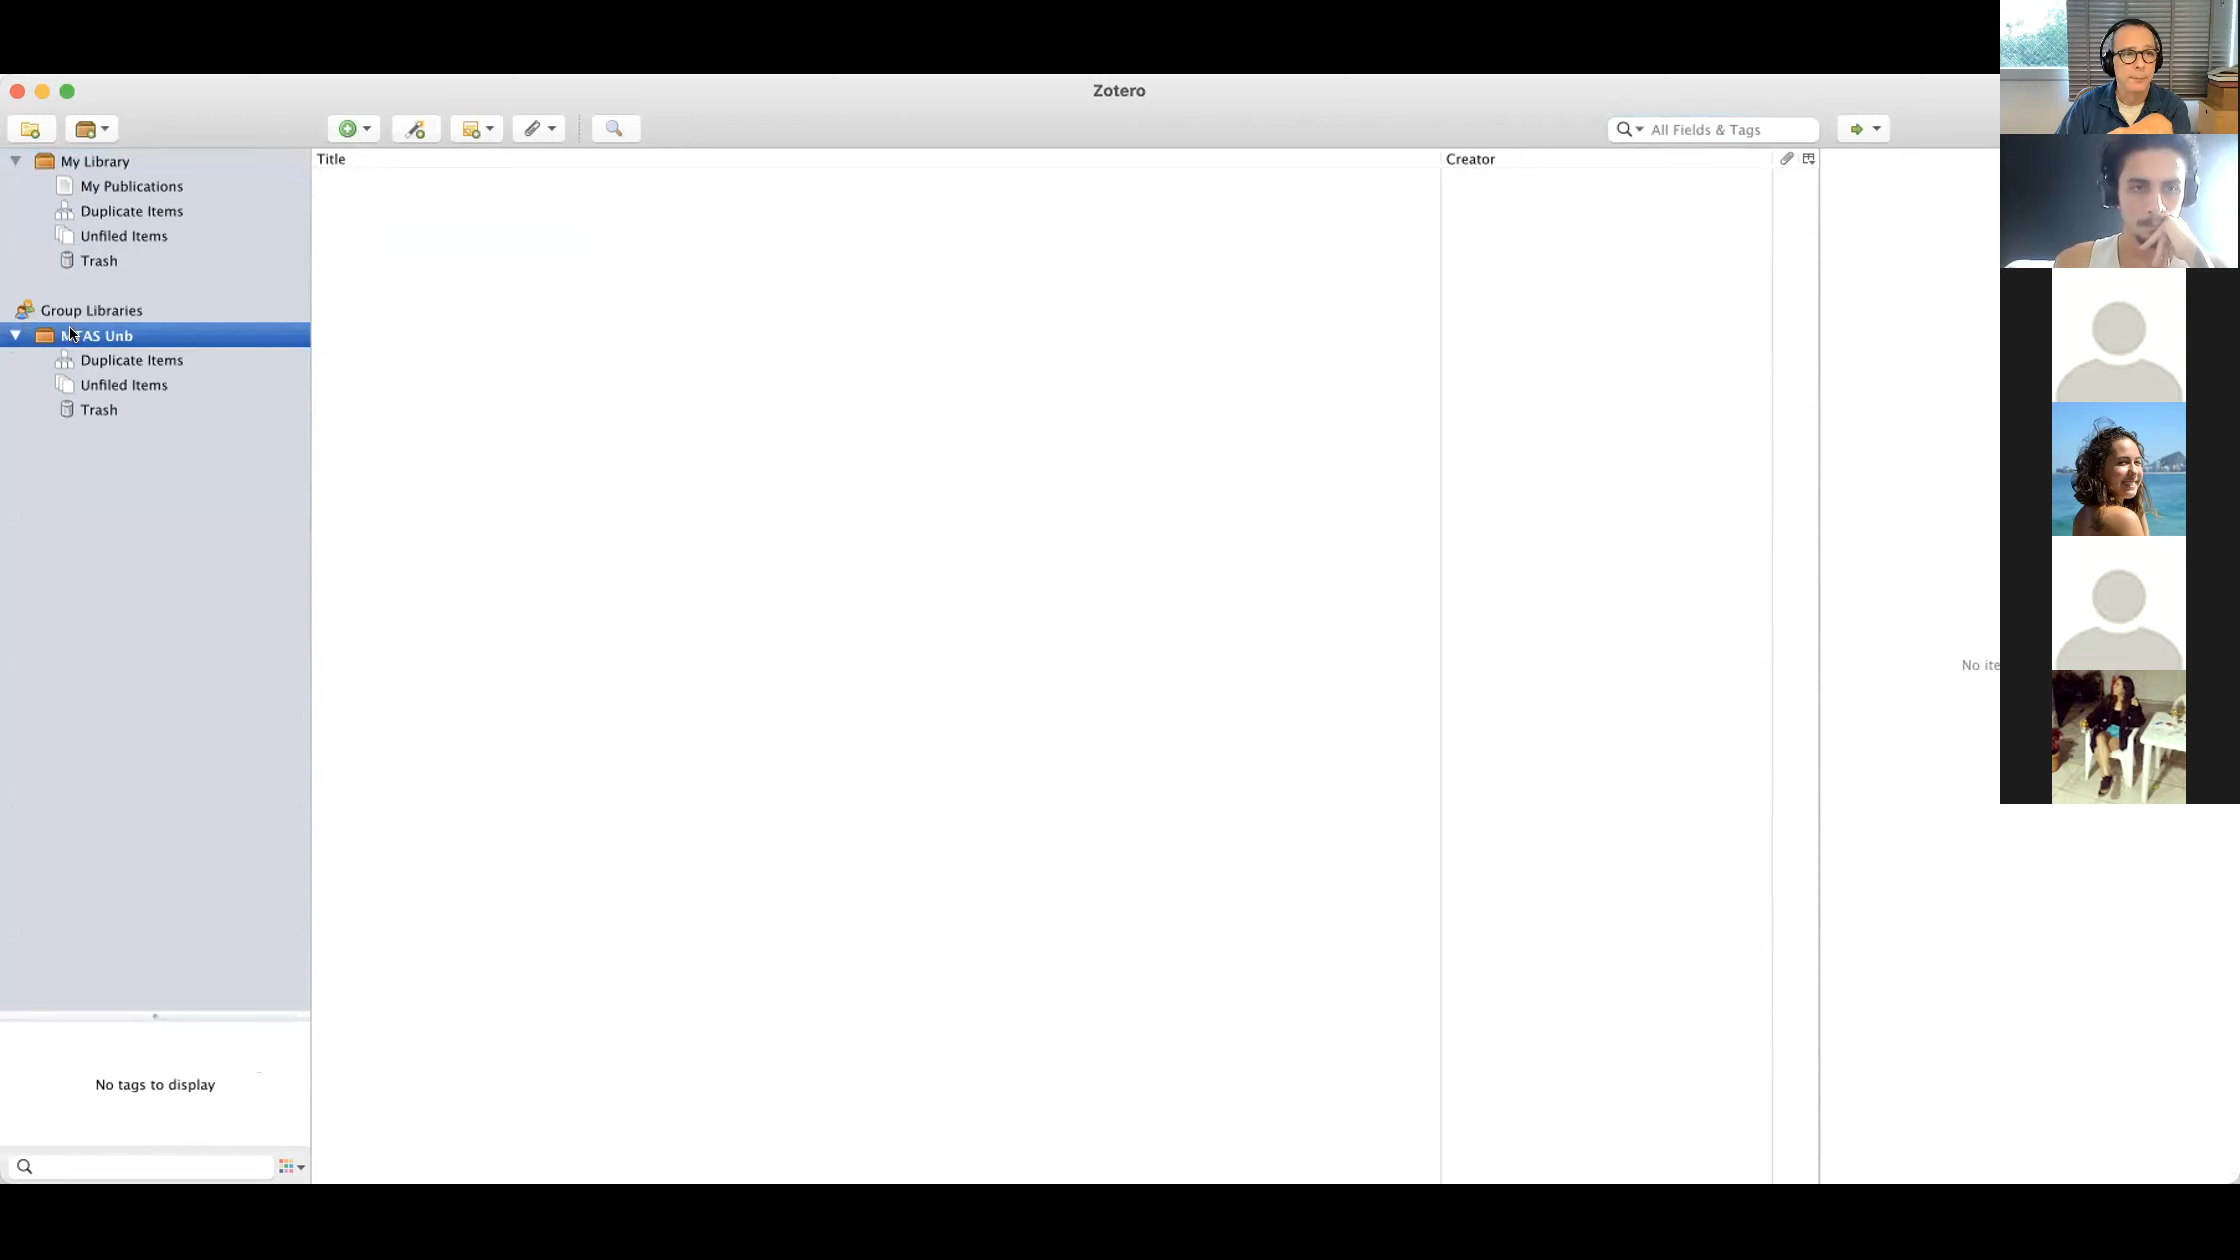 Zotero
All Fields & Tags
Title
Creator
My Library
My Publications
Duplicate Items
Unfiled Items
Trash
Group Libraries
AS Unb
Duplicate Items
Unfiled Items
Trash
No ite
No tags to display